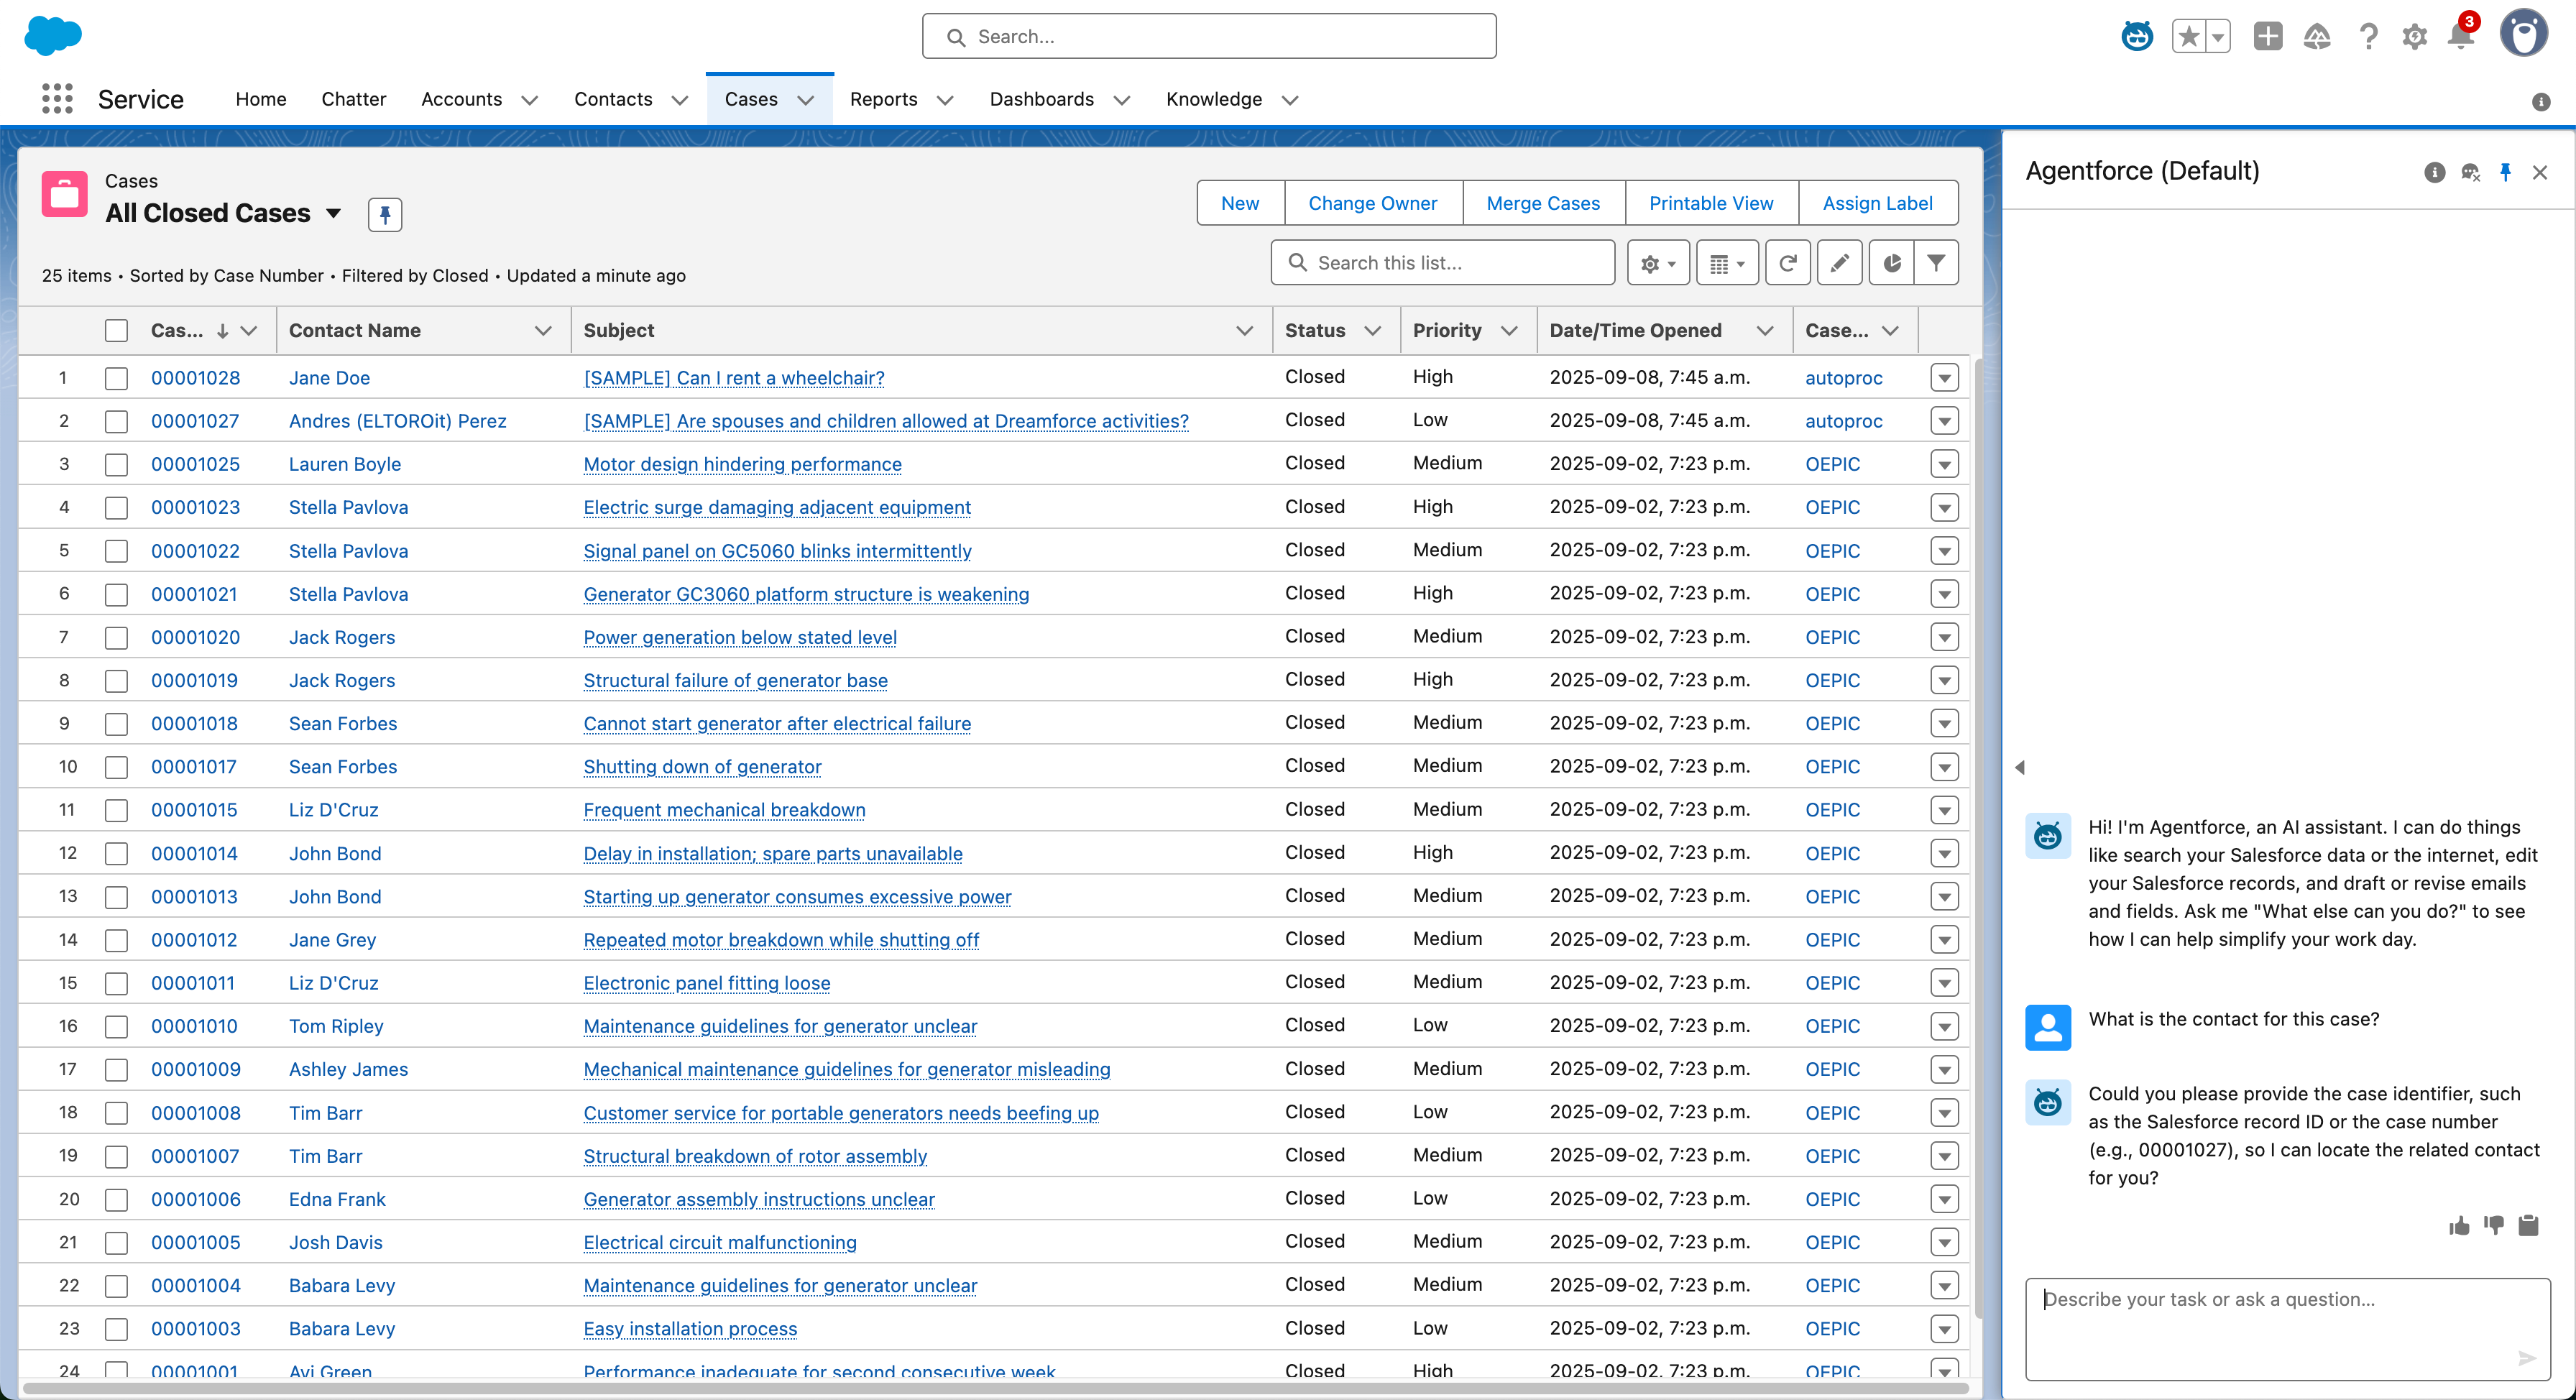 Search...
3
Service
Home Chatter Accounts Contacts Cases Reports Dashboards Knowledge
Cases
All Closed Cases
New Change Owner Merge Cases Printable View Assign Label
25 items • Sorted by Case Number • Filtered by Closed • Updated a minute ago
Search this list...
Cas... Contact Name Subject Status Priority Date/Time Opened Case...
1 00001028 Jane Doe [SAMPLE] Can I rent a wheelchair? Closed High 2025-09-08, 7:45 a.m. autoproc
2 00001027 Andres (ELTOROit) Perez [SAMPLE] Are spouses and children allowed at Dreamforce activities? Closed Low 2025-09-08, 7:45 a.m. autoproc
3 00001025 Lauren Boyle Motor design hindering performance Closed Medium 2025-09-02, 7:23 p.m. OEPIC
4 00001023 Stella Pavlova Electric surge damaging adjacent equipment Closed High 2025-09-02, 7:23 p.m. OEPIC
5 00001022 Stella Pavlova Signal panel on GC5060 blinks intermittently Closed Medium 2025-09-02, 7:23 p.m. OEPIC
6 00001021 Stella Pavlova Generator GC3060 platform structure is weakening Closed High 2025-09-02, 7:23 p.m. OEPIC
7 00001020 Jack Rogers Power generation below stated level Closed Medium 2025-09-02, 7:23 p.m. OEPIC
8 00001019 Jack Rogers Structural failure of generator base Closed High 2025-09-02, 7:23 p.m. OEPIC
9 00001018 Sean Forbes Cannot start generator after electrical failure Closed Medium 2025-09-02, 7:23 p.m. OEPIC
10 00001017 Sean Forbes Shutting down of generator Closed Medium 2025-09-02, 7:23 p.m. OEPIC
11 00001015 Liz D'Cruz Frequent mechanical breakdown Closed Medium 2025-09-02, 7:23 p.m. OEPIC
12 00001014 John Bond Delay in installation; spare parts unavailable Closed High 2025-09-02, 7:23 p.m. OEPIC
13 00001013 John Bond Starting up generator consumes excessive power Closed Medium 2025-09-02, 7:23 p.m. OEPIC
14 00001012 Jane Grey Repeated motor breakdown while shutting off Closed Medium 2025-09-02, 7:23 p.m. OEPIC
15 00001011 Liz D'Cruz Electronic panel fitting loose Closed Medium 2025-09-02, 7:23 p.m. OEPIC
16 00001010 Tom Ripley Maintenance guidelines for generator unclear Closed Low 2025-09-02, 7:23 p.m. OEPIC
17 00001009 Ashley James Mechanical maintenance guidelines for generator misleading Closed Medium 2025-09-02, 7:23 p.m. OEPIC
18 00001008 Tim Barr Customer service for portable generators needs beefing up Closed Low 2025-09-02, 7:23 p.m. OEPIC
19 00001007 Tim Barr Structural breakdown of rotor assembly Closed Medium 2025-09-02, 7:23 p.m. OEPIC
20 00001006 Edna Frank Generator assembly instructions unclear Closed Low 2025-09-02, 7:23 p.m. OEPIC
21 00001005 Josh Davis Electrical circuit malfunctioning Closed Medium 2025-09-02, 7:23 p.m. OEPIC
22 00001004 Babara Levy Maintenance guidelines for generator unclear Closed Medium 2025-09-02, 7:23 p.m. OEPIC
23 00001003 Babara Levy Easy installation process Closed Low 2025-09-02, 7:23 p.m. OEPIC
24 00001001 Avi Green Performance inadequate for second consecutive week Closed High 2025-09-02, 7:23 p.m. OEPIC
Agentforce (Default)
Hi! I'm Agentforce, an AI assistant. I can do things
like search your Salesforce data or the internet, edit
your Salesforce records, and draft or revise emails
and fields. Ask me "What else can you do?" to see
how I can help simplify your work day.
What is the contact for this case?
Could you please provide the case identifier, such
as the Salesforce record ID or the case number
(e.g., 00001027), so I can locate the related contact
for you?
Describe your task or ask a question...